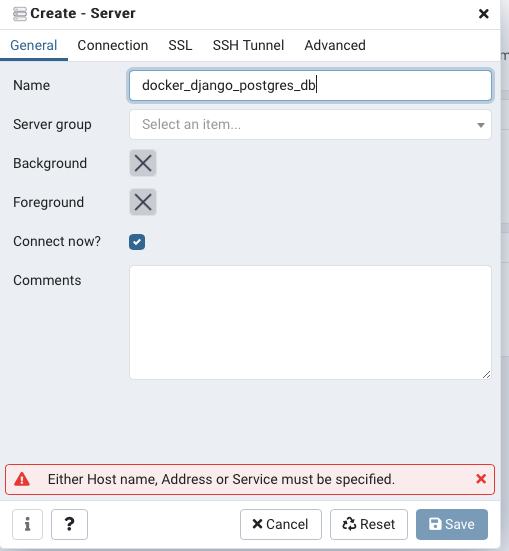 Create - Server
General Connection SSL SSH Tunnel Advanced
Name docker_django_postgres_db
Server group Select an item...
Background
Foreground
Connect now?
Comments
Either Host name, Address or Service must be specified.
i ? Cancel Reset Save